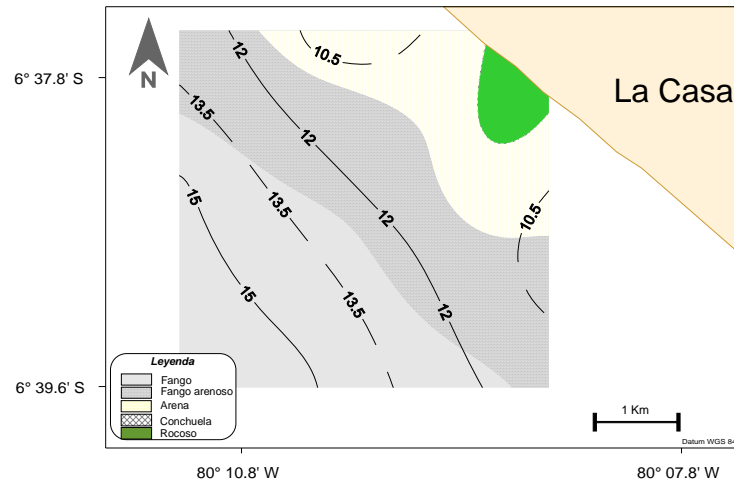 10.5
12
N
6° 37.8' S
La Casa
13.5
12
15
13.5
12
10.5
15
13.5
12
6° 39.6' S
Leyenda
Fango
Fango arenoso
Arena
Conchuela
Rocoso
1 Km
Datum WGS 84
80° 10.8' W
80° 07.8' W